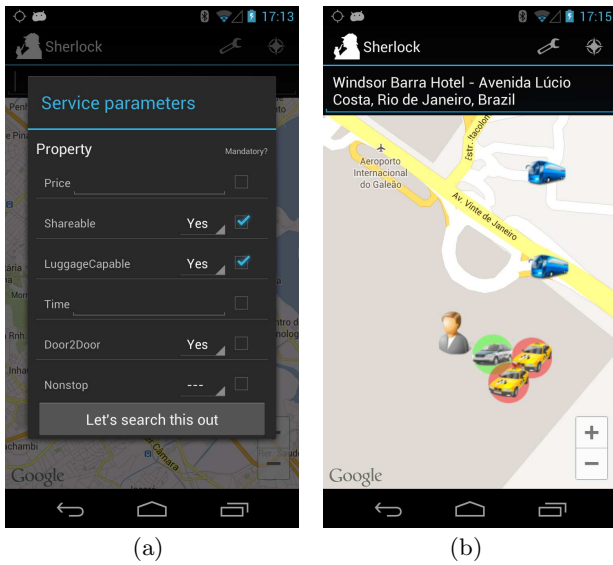 17:13
Sherlock
Service parameters
Property Mandatory?
Price
Shareable Yes
LuggageCapable Yes
Time
Door2Door Yes
Nonstop ---
Let's search this out
Google
(a)
17:15
Sherlock
Windsor Barra Hotel - Avenida Lúcio
Costa, Rio de Janeiro, Brazil
Estr. Itacolom
Aeroporto
Internacional
do Galeão
Av. Vinte de Janeiro
Google
(b)